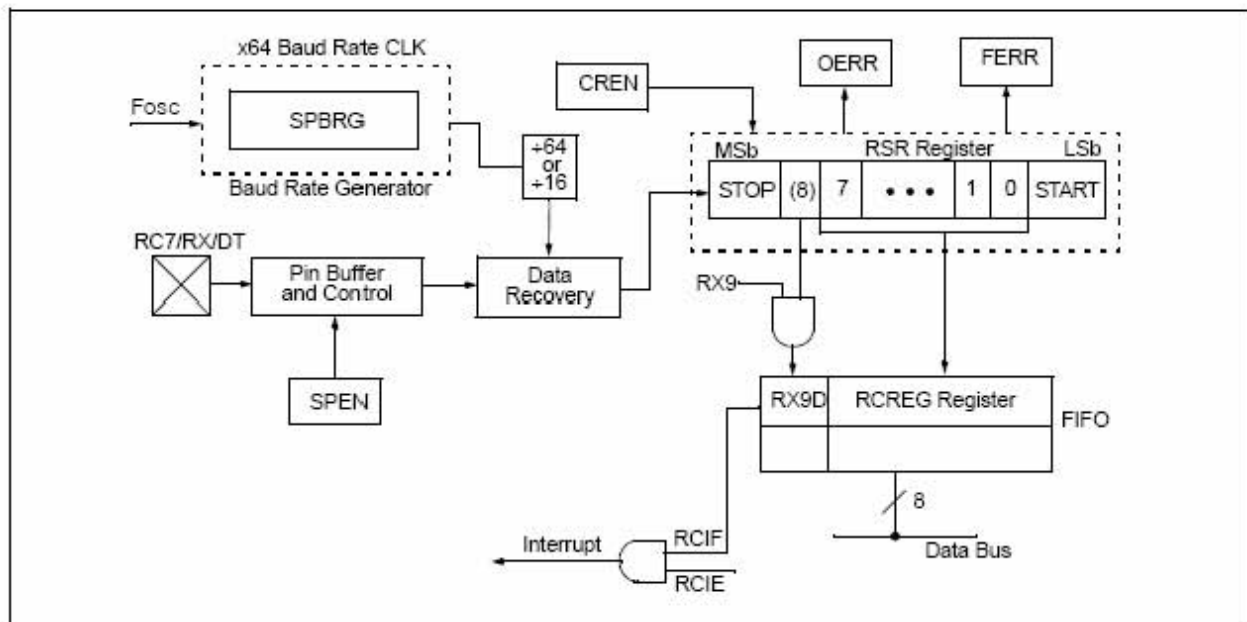 x64 Baud Rate CLK
Fosc
SPBRG
Baud Rate Generator
÷64
or
÷16
CREN
OERR
FERR
MSb
RSR Register
LSb
STOP
(8)
7
• • •
1
0
START
RC7/RX/DT
Pin Buffer
and Control
Data
Recovery
SPEN
RX9
RX9D
RCREG Register
FIFO
8
Data Bus
Interrupt
RCIF
RCIE